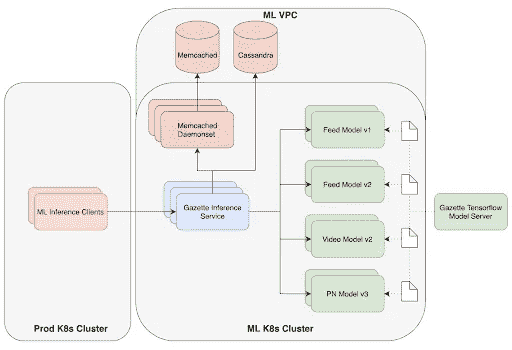 ML VPC
Memcached
Cassandra
Memcached
Daemonset
Feed Model v1
Feed Model v2
ML Inference Clients
Gazette Inference
Service
Gazette Tensorflow
Model Server
Video Model v2
PN Model v3
Prod K8s Cluster
ML K8s Cluster